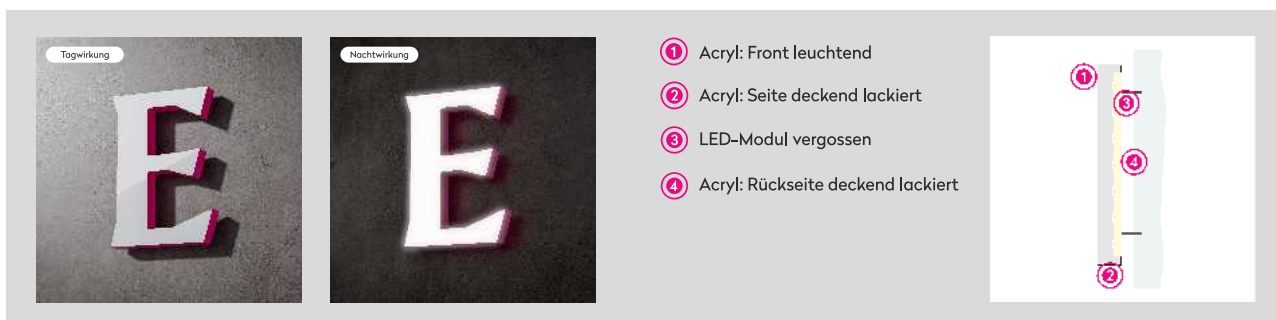 Tagwirkung
Nachtwirkung
1 Acryl: Front leuchtend
2 Acryl: Seite deckend lackiert
3 LED-Modul vergossen
4 Acryl: Rückseite deckend lackiert
E
E
1
3
4
2